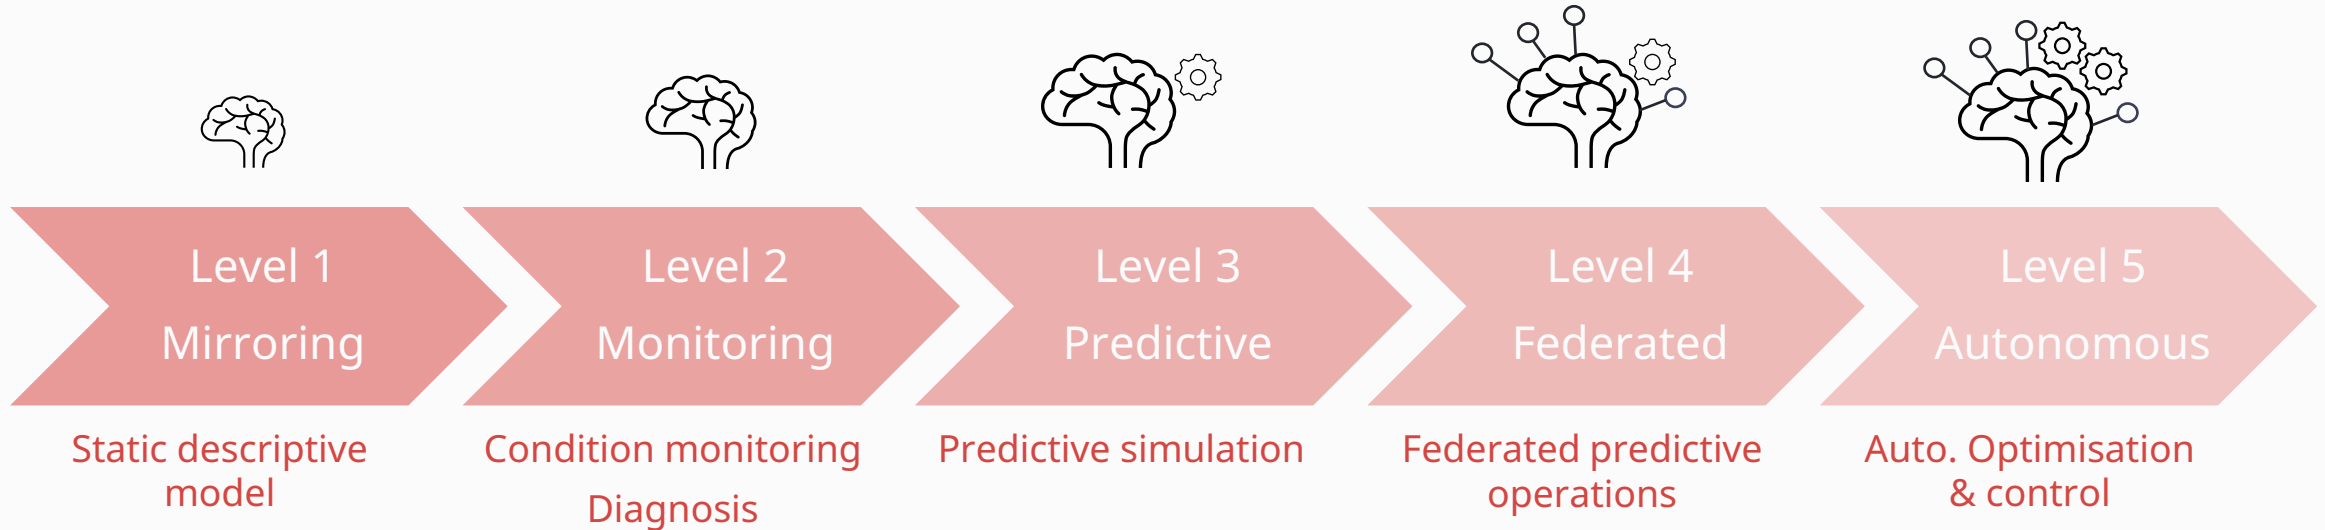 Level 1
Mirroring
Level 2
Monitoring
Level 3
Predictive
Level 4
Federated
Level 5
Autonomous
Static descriptive
model
Condition monitoring
Diagnosis
Predictive simulation
Federated predictive
operations
Auto. Optimisation
& control